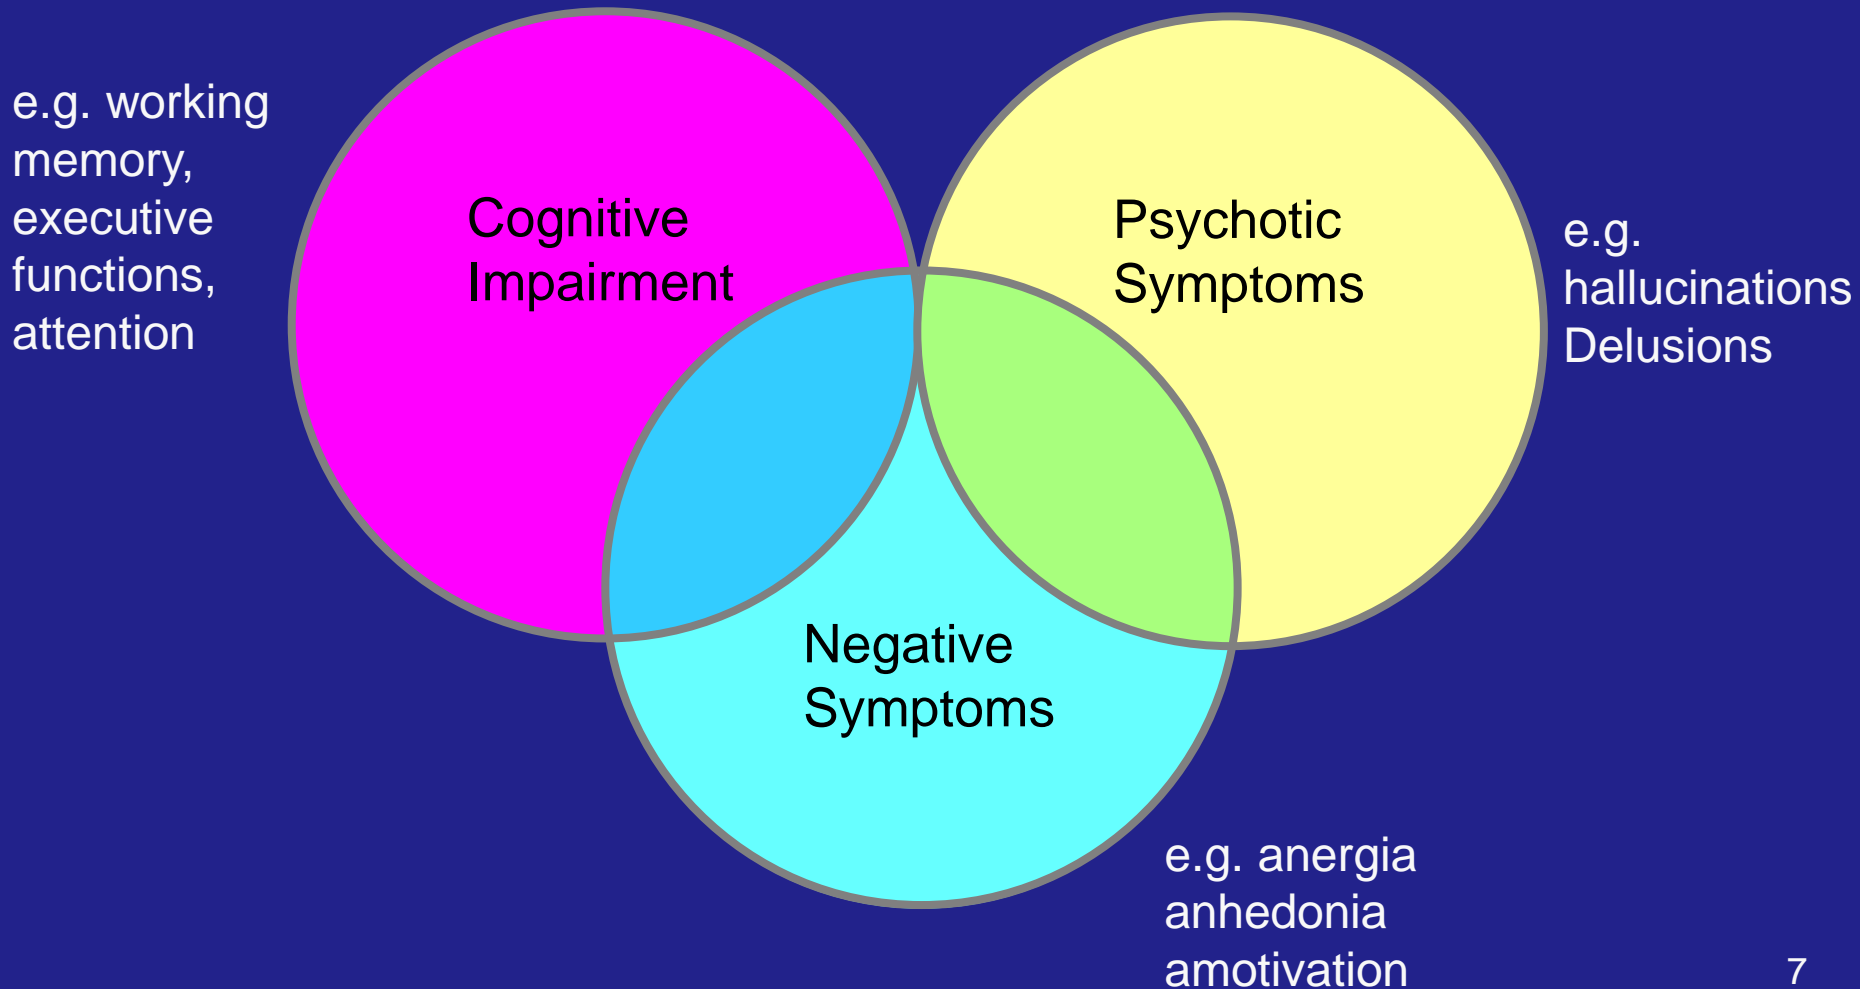 e.g. working
memory,
executive
functions,
attention
Cognitive
Impairment
Psychotic
Symptoms
e.g.
hallucinations
Delusions
Negative
Symptoms
e.g. anergia
anhedonia
amotivation
7